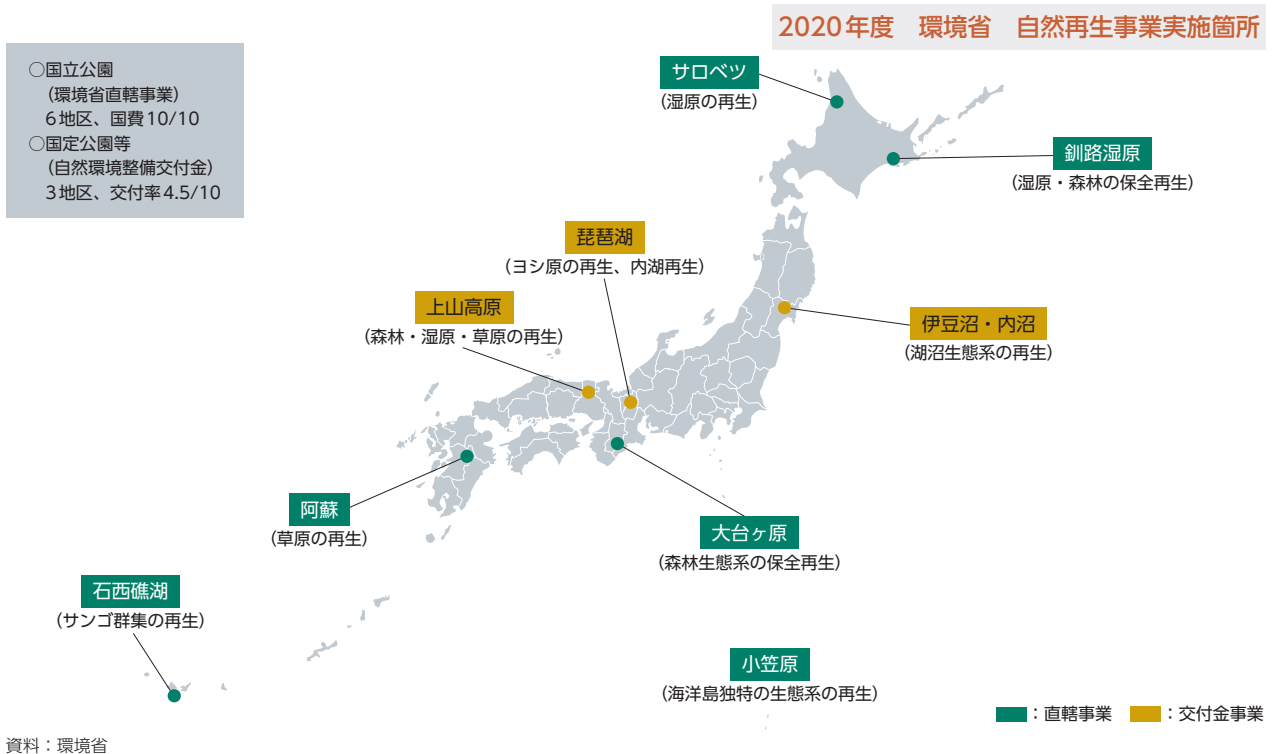 2020年度　環境省　自然再生事業実施箇所
○国立公園
（環境省直轄事業）
6地区、国費10/10
○国定公園等
（自然環境整備交付金）
3地区、交付率4.5/10
サロベツ
（湿原の再生）
釧路湿原
（湿原・森林の保全再生）
琵琶湖
（ヨシ原の再生、内湖再生）
上山高原
（森林・湿原・草原の再生）
伊豆沼・内沼
（湖沼生態系の再生）
阿蘇
（草原の再生）
大台ヶ原
（森林生態系の保全再生）
石西礁湖
（サンゴ群集の再生）
小笠原
（海洋島独特の生態系の再生）
：直轄事業　：交付金事業
資料：環境省